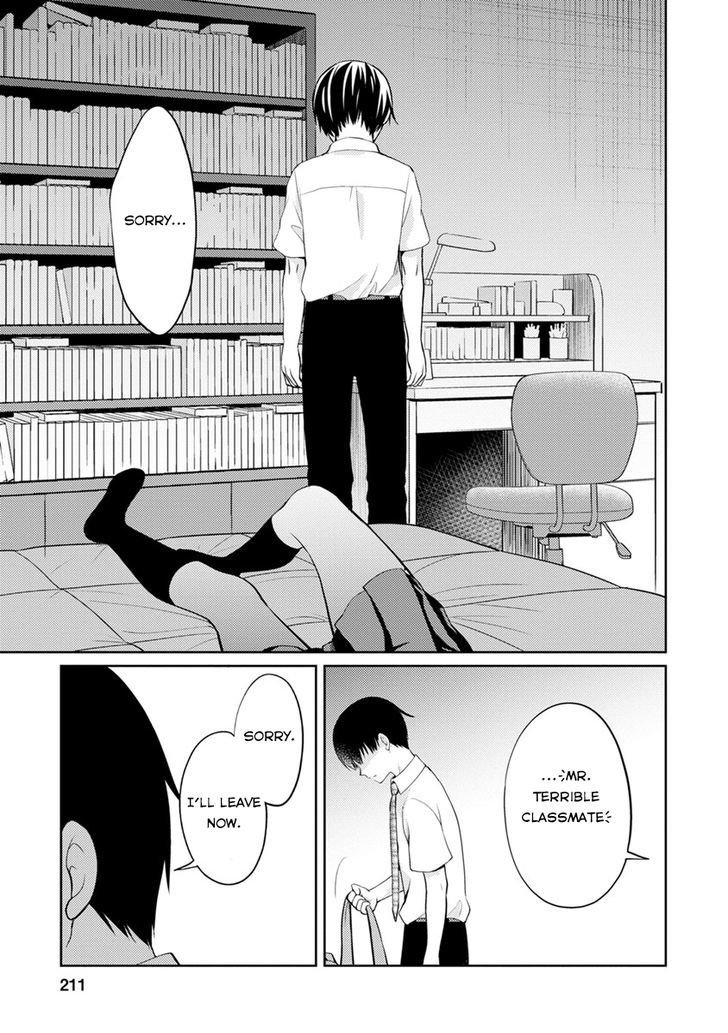 SORRY...
...MR.
TERRIBLE
CLASSMATE
SORRY.
I'LL LEAVE
NOW.
211